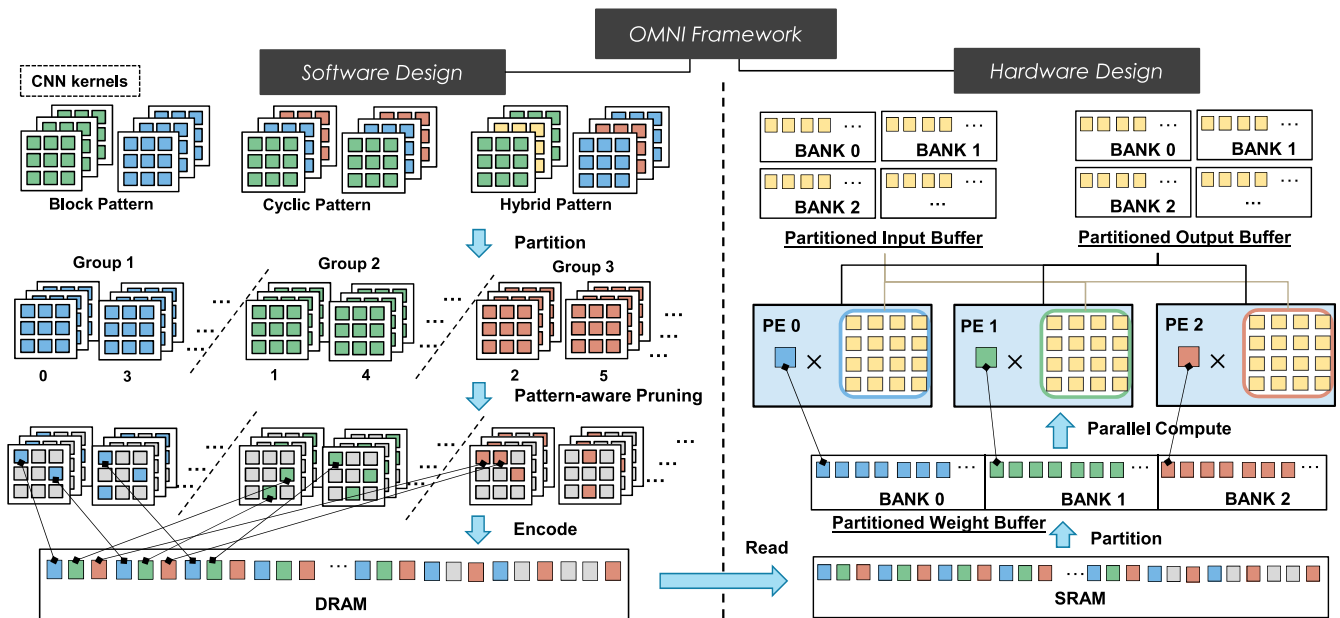 OMNI Framework
Software Design
Hardware Design
CNN kernels
Block Pattern
Cyclic Pattern
Hybrid Pattern
Partition
Group 1
Group 2
Group 3
...
...
...
...
...
...
...
0
3
1
4
2
5
Pattern-aware Pruning
...
...
...
...
...
...
...
Encode
...
DRAM
Read
... ...
BANK 0 BANK 1
... ...
BANK 2 ...
Partitioned Input Buffer
... ...
BANK 0 BANK 1
... ...
BANK 2 ...
Partitioned Output Buffer
PE 0
×
PE 1
×
PE 2
×
Parallel Compute
... ...
BANK 0 BANK 1 BANK 2
Partitioned Weight Buffer
Partition
...
SRAM